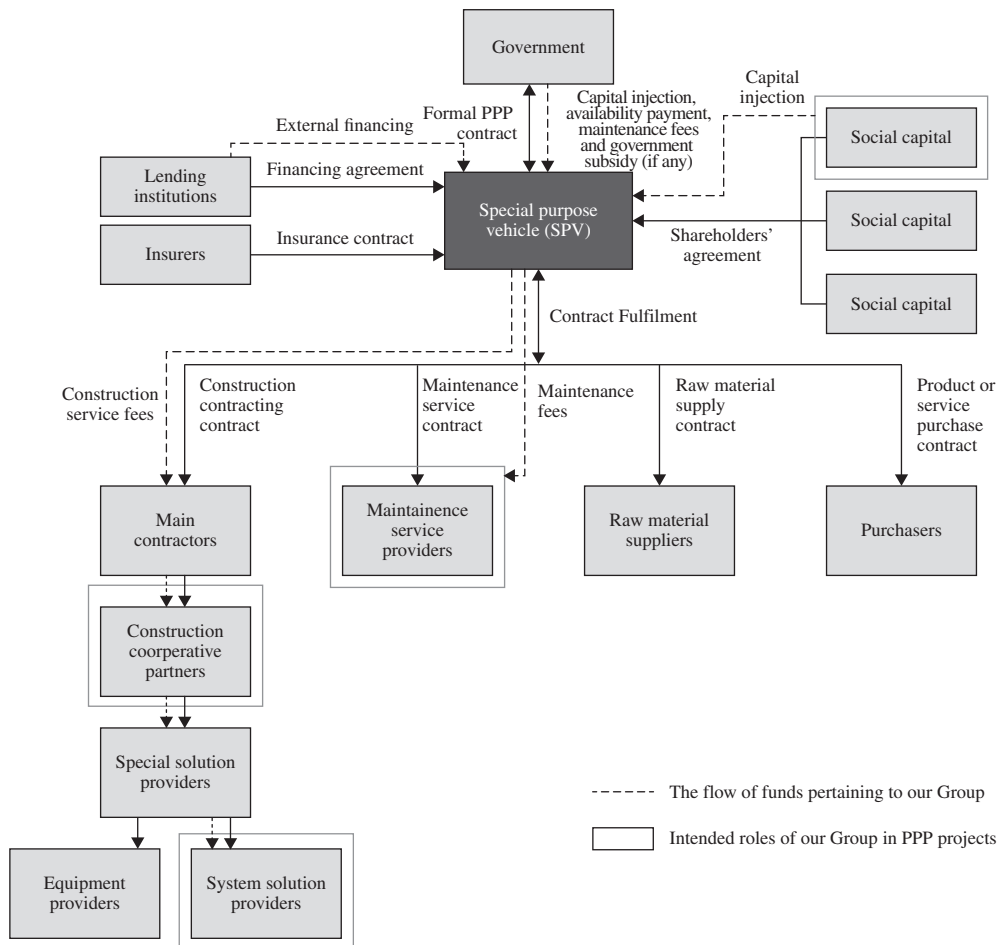 Government
Capital
injection
Formal PPP
contract
Capital injection,
availability payment,
maintenance fees
and government
subsidy (if any)
External financing
Social capital
Lending
institutions
Financing agreement
Special purpose
vehicle (SPV)
Social capital
Insurers
Insurance contract
Shareholders'
agreement
Social capital
Contract Fulfilment
Construction
service fees
Construction
contracting
contract
Maintenance
service
contract
Maintenance
fees
Raw material
supply
contract
Product or
service
purchase
contract
Main
contractors
Maintainence
service
providers
Raw material
suppliers
Purchasers
Construction
coorperative
partners
Special solution
providers
The flow of funds pertaining to our Group
Intended roles of our Group in PPP projects
Equipment
providers
System solution
providers